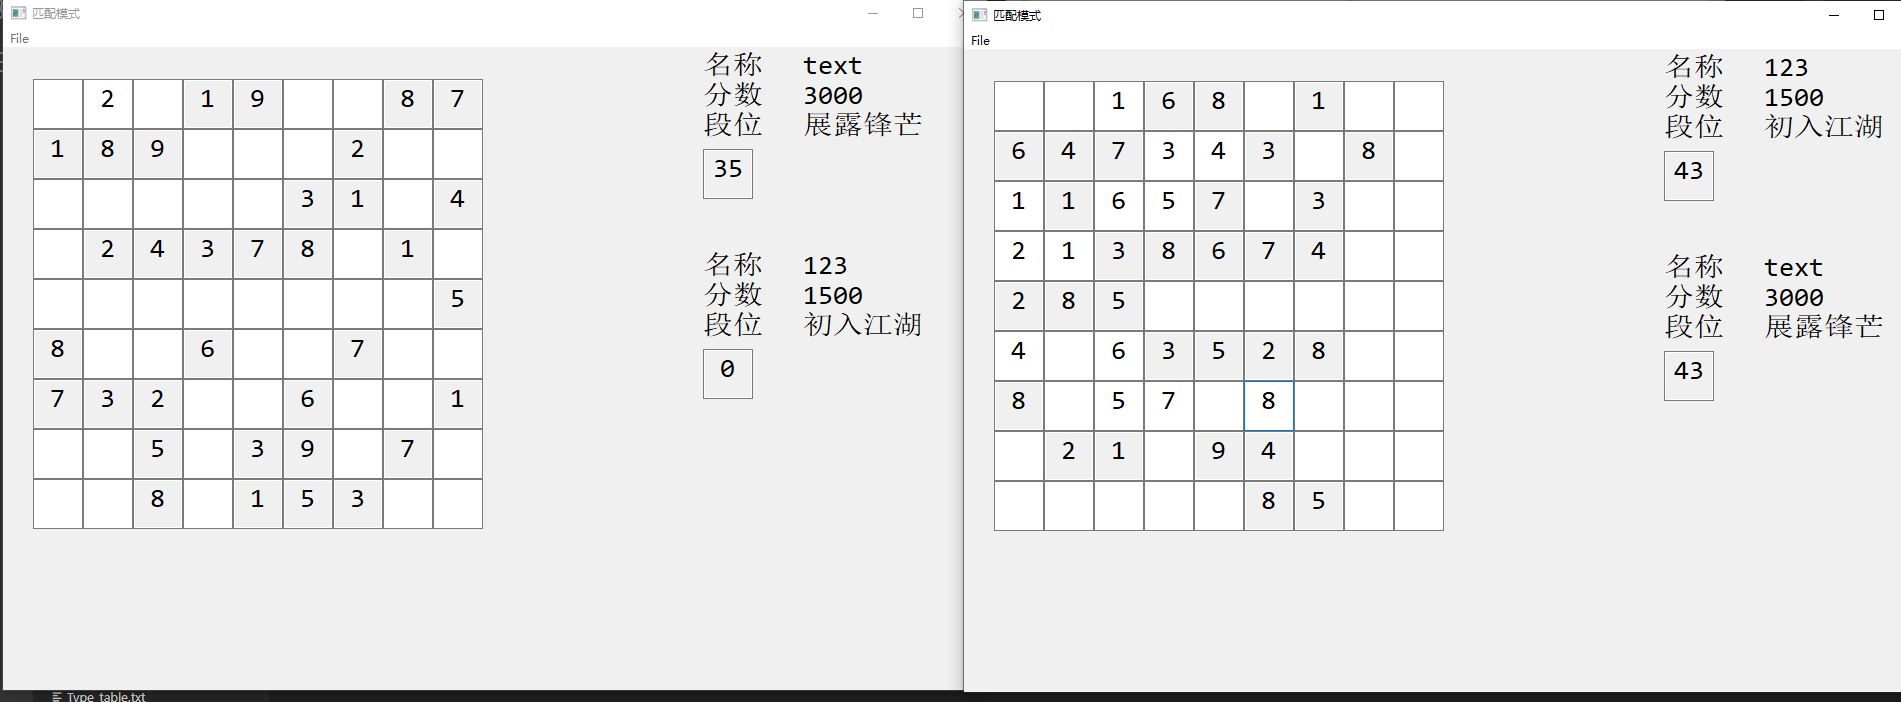 匹配模式
File
2 1 9 8 7
1 8 9 2
3 1 4
2 4 3 7 8 1
5
8 6 7
7 3 2 6 1
5 3 9 7
8 1 5 3
名称 text
分数 3000
段位 展露锋芒
35
名称 123
分数 1500
段位 初入江湖
0
匹配模式
File
1 6 8 1
6 4 7 3 4 3 8
1 1 6 5 7 3
2 1 3 8 6 7 4
2 8 5
4 6 3 5 2 8
8 5 7 8
2 1 9 4
8 5
名称 123
分数 1500
段位 初入江湖
43
名称 text
分数 3000
段位 展露锋芒
43
Type_table.txt